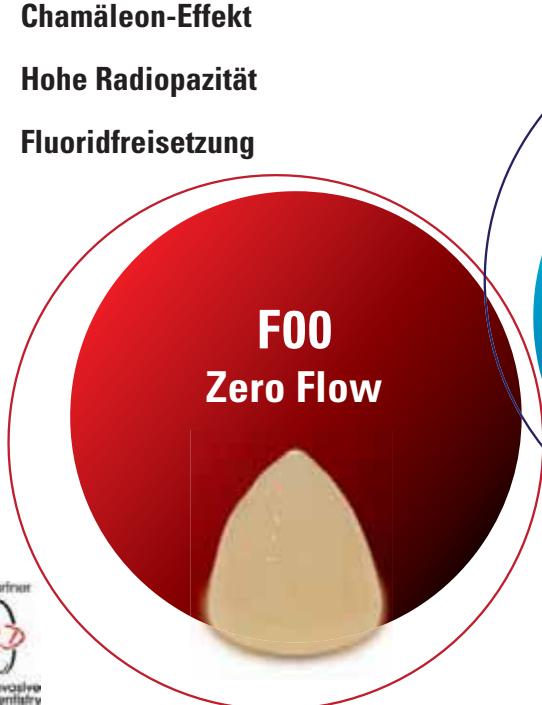 Chamäleon-Effekt
Hohe Radiopazität
Fluoridfreisetzung
F00
Zero Flow